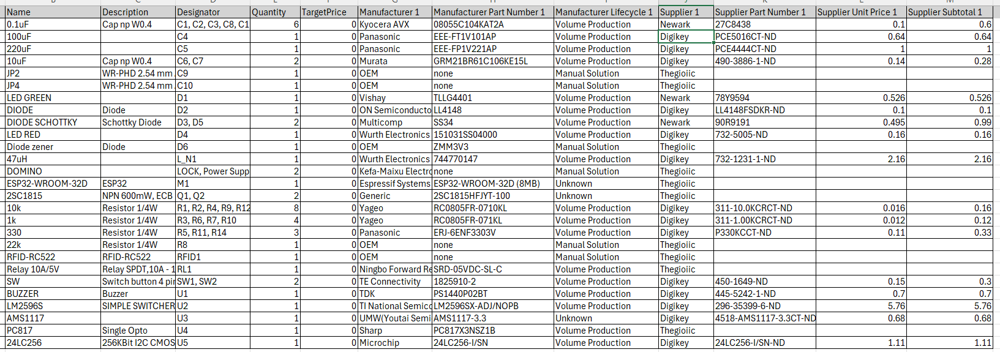 Name Description Designator Quantity TargetPrice Manufacturer 1 Manufacturer Part Number 1 Manufacturer Lifecycle 1 Supplier 1 Supplier Part Number 1 Supplier Unit Price 1 Supplier Subtotal 1
0.1uF Cap np W0.4 C1, C2, C3, C8, C1 6 0 Kyocera AVX 08055C104KAT2A Volume Production Newark 27C8438 0.1 0.6
100uF C4 1 0 Panasonic EEE-FT1V101AP Volume Production Digikey PCE5016CT-ND 0.64 0.64
220uF C5 1 0 Panasonic EEE-FP1V221AP Volume Production Digikey PCE4444CT-ND 1 1
10uF Cap np W0.4 C6, C7 2 0 Murata GRM21BR61C106KE15L Volume Production Digikey 490-3886-1-ND 0.14 0.28
JP2 WR-PHD 2.54 mm C9 1 0 OEM none Manual Solution Thegioiic
JP4 WR-PHD 2.54 mm C10 1 0 OEM none Manual Solution Thegioiic
LED GREEN D1 1 0 Vishay TLLG4401 Volume Production Newark 78Y9594 0.526 0.526
DIODE Diode D2 1 0 ON Semiconducto LL4148 Volume Production Digikey LL4148FSDKR-ND 0.1 0.1
DIODE SCHOTTKY Schottky Diode D3, D5 2 0 Multicomp SS34 Volume Production Newark 90R9191 0.495 0.99
LED RED D4 1 0 Wurth Electronics 151031SS04000 Volume Production Digikey 732-5005-ND 0.16 0.16
Diode zener Diode D6 1 0 OEM ZMM3V3 Manual Solution Thegioiic
47uH L_N1 1 0 Wurth Electronics 744770147 Volume Production Digikey 732-1231-1-ND 2.16 2.16
DOMINO LOCK, Power Supp 2 0 Kefa-Maixu Electr none Manual Solution Thegioiic
ESP32-WROOM-32D ESP32 M1 1 0 Espressif Systems ESP32-WROOM-32D (8MB) Unknown Thegioiic
2SC1815 NPN 600mW, ECB Q1, Q2 2 0 Generic 2SC1815HFJYT-100 Unknown Thegioiic
10k Resistor 1/4W R1, R2, R4, R9, R12 8 0 Yageo RC0805FR-0710KL Volume Production Digikey 311-10.0KCRCT-ND 0.016 0.16
1k Resistor 1/4W R3, R6, R7, R10 4 0 Yageo RC0805FR-071KL Volume Production Digikey 311-1.00KCRCT-ND 0.012 0.12
330 Resistor 1/4W R5, R11, R14 3 0 Panasonic ERJ-6ENF3303V Volume Production Digikey P330KCCT-ND 0.11 0.33
22k Resistor 1/4W R8 1 0 OEM none Manual Solution Thegioiic
RFID-RC522 RFID-RC522 RFID1 1 0 OEM none Manual Solution Thegioiic
Relay 10A/5V Relay SPDT,10A - 1 RL1 1 0 Ningbo Forward Re SRD-05VDC-SL-C Volume Production Thegioiic
SW Switch button 4 pin SW1, SW2 2 0 TE Connectivity 1825910-2 Volume Production Digikey 450-1649-ND 0.15 0.3
BUZZER Buzzer U1 1 0 TDK PS1440P02BT Volume Production Digikey 445-5242-1-ND 0.7 0.7
LM2596S SIMPLE SWITCHER U2 1 0 TI National Semic LM2596SX-ADJ/NOPB Volume Production Digikey 296-35399-6-ND 5.76 5.76
AMS1117 U3 1 0 UMW(Youtai Semi AMS1117-3.3 Unknown Digikey 4518-AMS1117-3.3CT-ND 0.68 0.68
PC817 Single Opto U4 1 0 Sharp PC817X3NSZ1B Volume Production Thegioiic
24LC256 256KBit I2C CMOS U5 1 0 Microchip 24LC256-I/SN Volume Production Digikey 24LC256-I/SN-ND 1.11 1.11